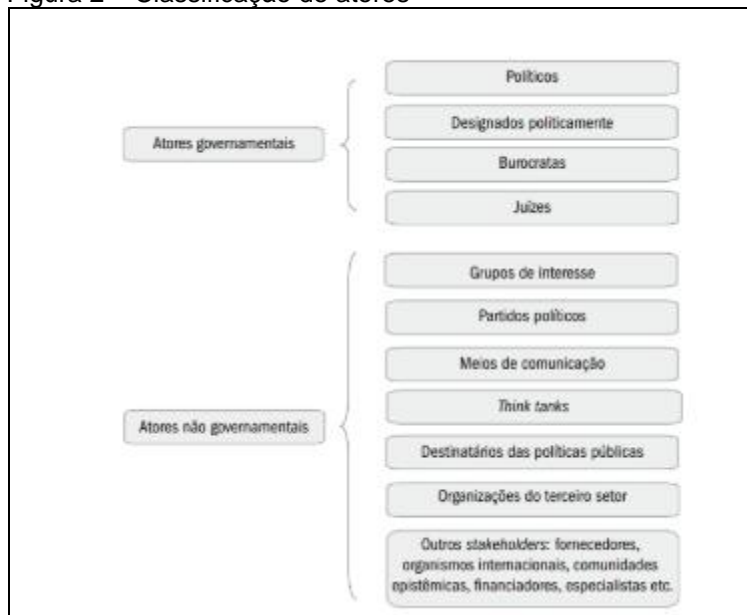 Figura 2 – Classificação de atores
Políticos
Designados politicamente
Atores governamentais
Burocratas
Juízes
Grupos de interesse
Partidos políticos
Meios de comunicação
Think tanks
Atores não governamentais
Destinatários das políticas públicas
Organizações do terceiro setor
Outros stakeholders: fornecedores,
organismos internacionais, comunidades
epistêmicas, financiadores, especialistas etc.